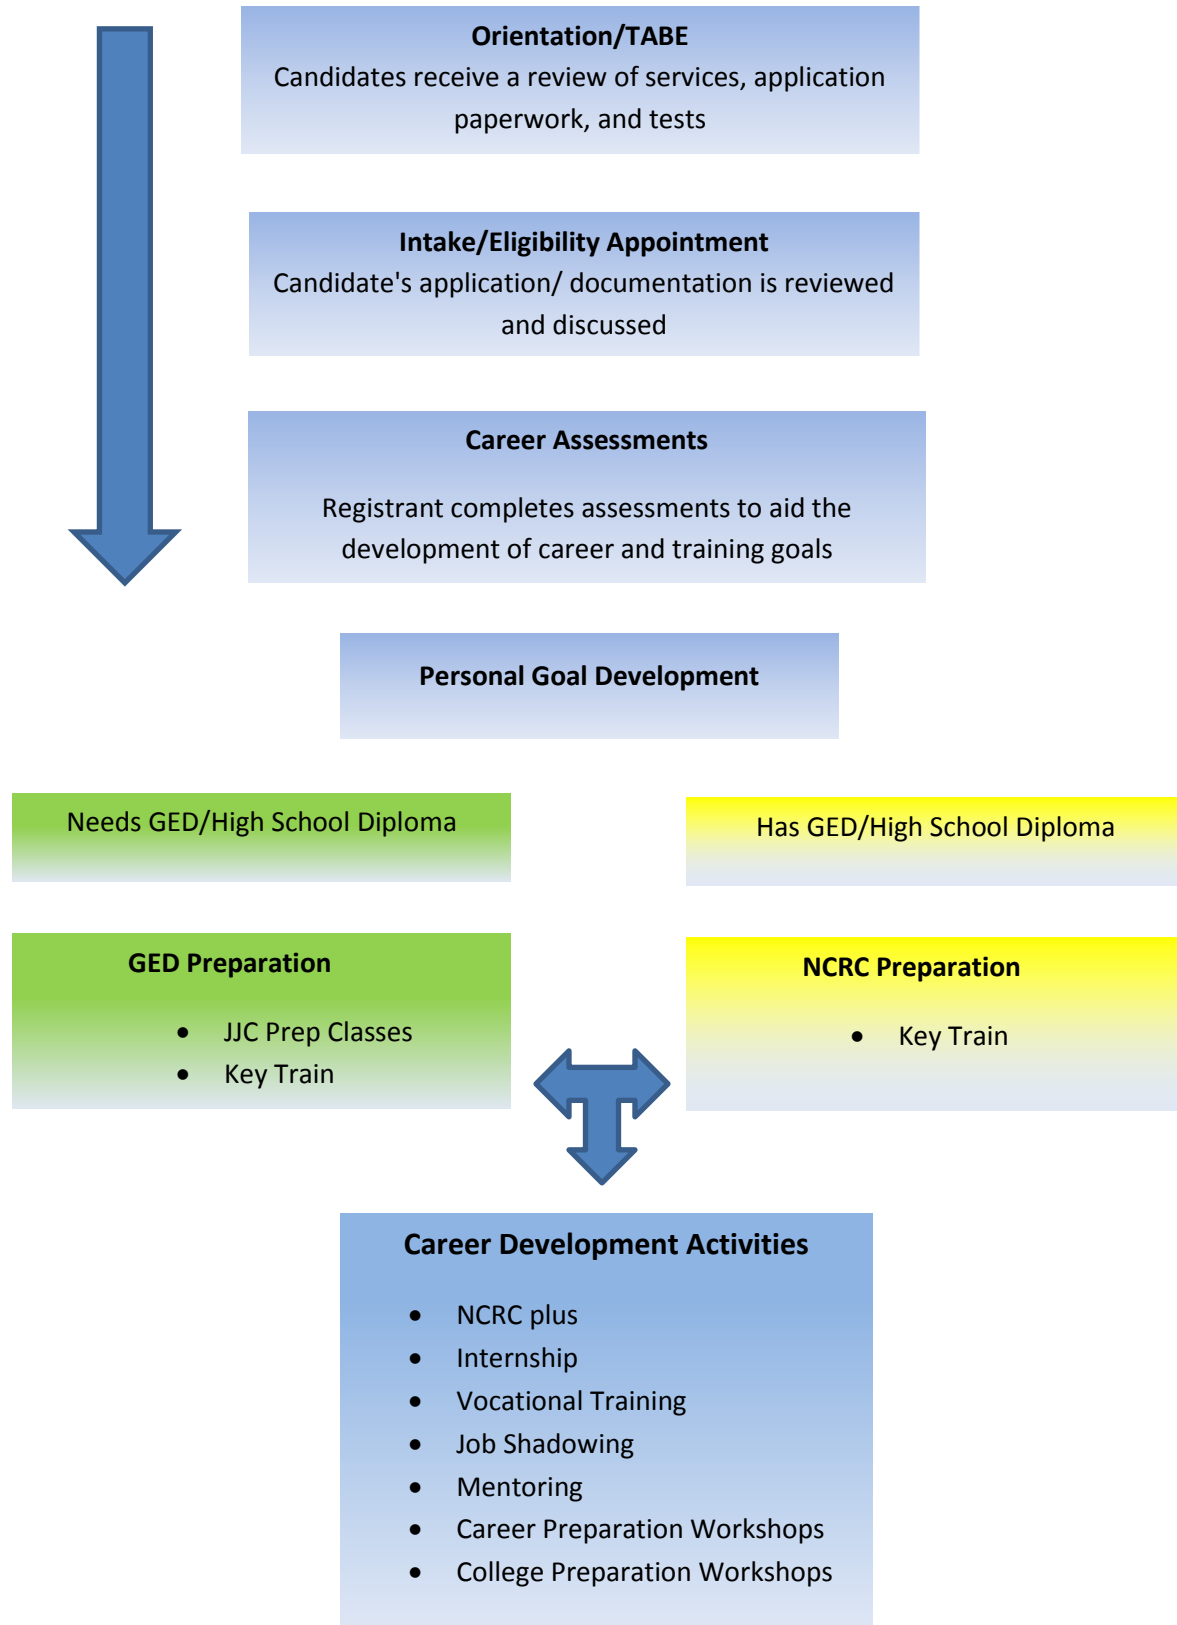 Orientation/TABE
Candidates receive a review of services, application
paperwork, and tests
Intake/Eligibility Appointment
Candidate's application/ documentation is reviewed
and discussed
Career Assessments
Registrant completes assessments to aid the
development of career and training goals
Personal Goal Development
Needs GED/High School Diploma
Has GED/High School Diploma
GED Preparation
• JJC Prep Classes
• Key Train
NCRC Preparation
• Key Train
Career Development Activities
• NCRC plus
• Internship
• Vocational Training
• Job Shadowing
• Mentoring
• Career Preparation Workshops
• College Preparation Workshops